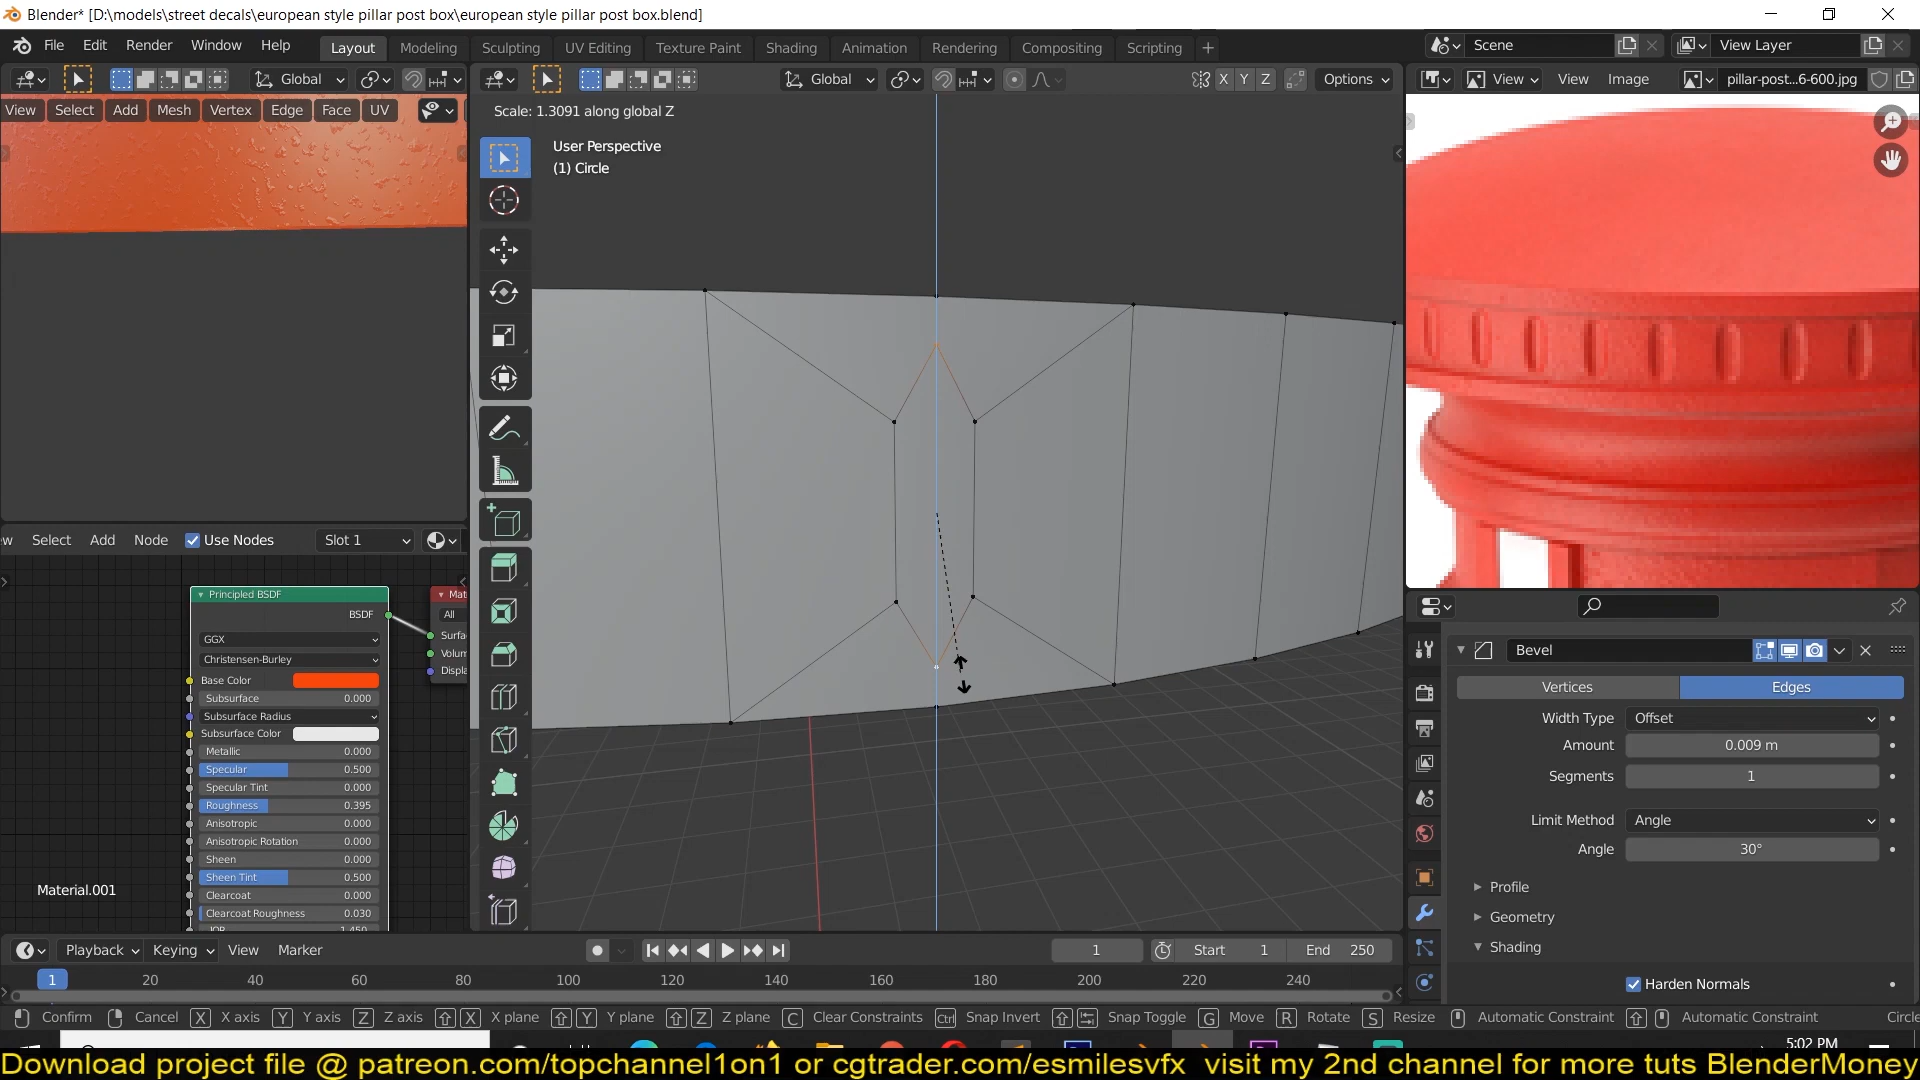 Blender* [D:\models\street decals\european style pillar post box\european style pillar post box.blend]
File Edit Render Window Help Layout Modeling Sculpting UV Editing Texture Paint Shading Animation Rendering Compositing Scripting + Scene View Layer
Global Global X Y Z Options View View Image pillar-post...6-600.jpg
View Select Add Mesh Vertex Edge Face UV
Scale: 1.3091 along global Z
User Perspective
(1) Circle
Select Add Node Use Nodes Slot 1
Principled BSDF
BSDF
GGX
Christensen-Burley
Base Color
Subsurface 0.000
Subsurface Radius
Subsurface Color
Metallic 0.000
Specular 0.500
Specular Tint 0.000
Roughness 0.395
Anisotropic 0.000
Anisotropic Rotation 0.000
Sheen 0.000
Sheen Tint 0.500
Clearcoat 0.000
Clearcoat Roughness 0.030
IOR 1.450
Mat
All
Surfa
Volum
Displa
Material.001
Bevel
Vertices Edges
Width Type Offset
Amount 0.009 m
Segments 1
Limit Method Angle
Angle 30°
Profile
Geometry
Shading
Harden Normals
Playback Keying View Marker 1 Start 1 End 250
1 20 40 60 80 100 120 140 160 180 200 220 240
Confirm Cancel X X axis Y Y axis Z Z axis X X plane Y Y plane Z Z plane C Clear Constraints Ctrl Snap Invert Snap Toggle G Move R Rotate S Resize Automatic Constraint Automatic Constraint Circle
5:02 PM
Download project file @ patreon.com/topchannel1on1 or cgtrader.com/esmilesvfx visit my 2nd channel for more tuts BlenderMoney